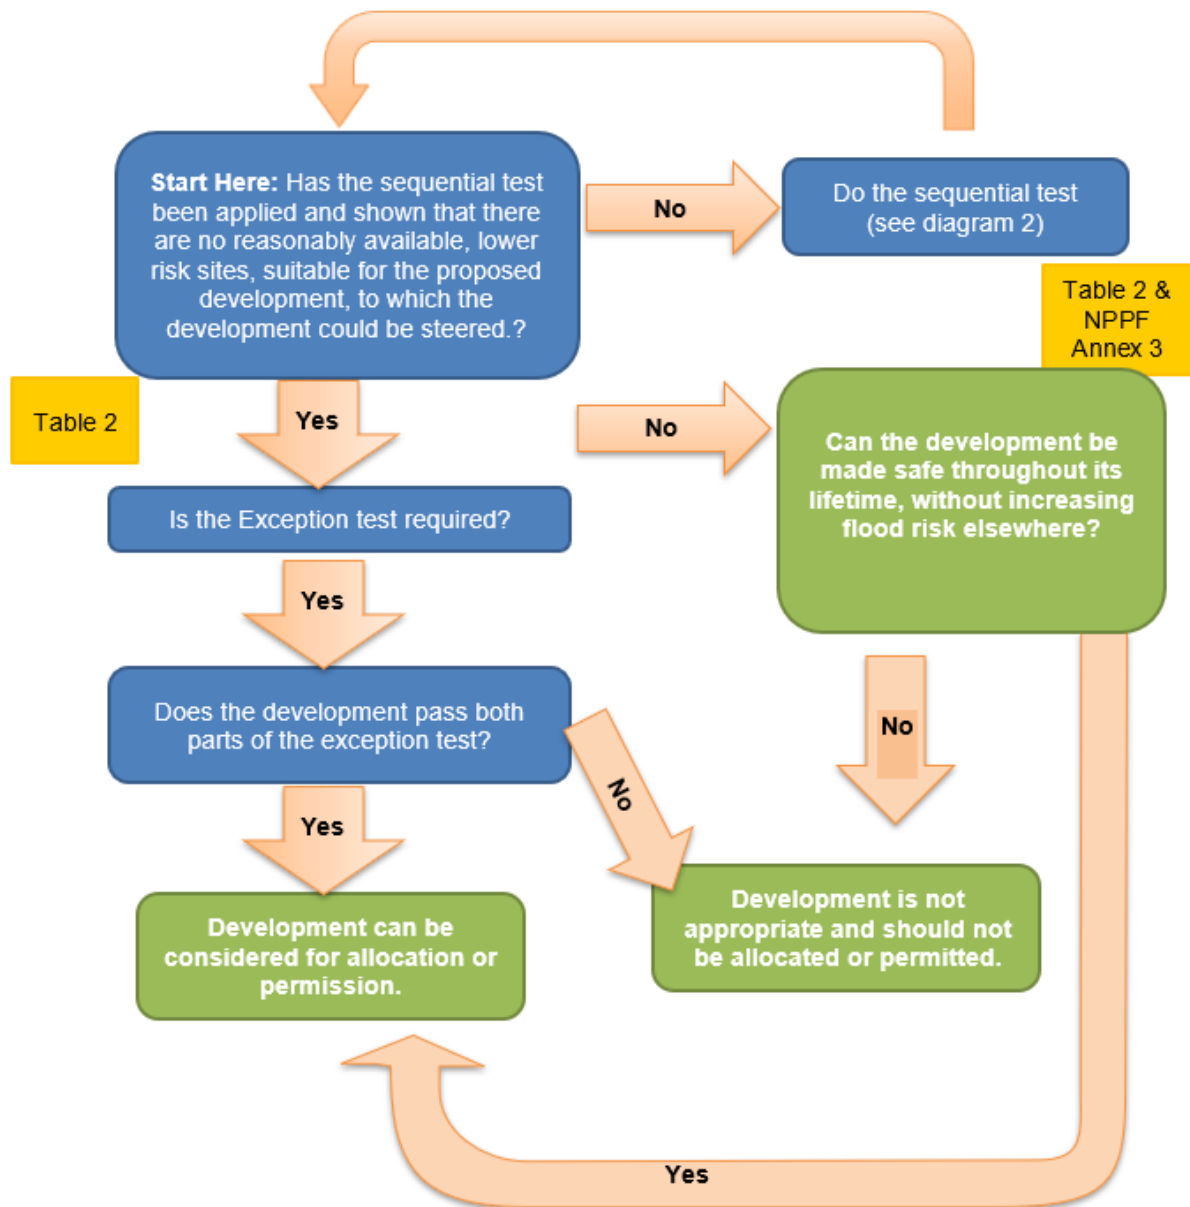 Start Here: Has the sequential test
been applied and shown that there
are no reasonably available, lower
risk sites, suitable for the proposed
development, to which the
development could be steered.?
No
Do the sequential test
(see diagram 2)
Table 2 &
NPPF
Annex 3
Table 2
Yes
No
Can the development be
made safe throughout its
lifetime, without increasing
flood risk elsewhere?
Is the Exception test required?
Yes
Does the development pass both
parts of the exception test?
No
No
Yes
Development can be
considered for allocation or
permission.
Development is not
appropriate and should not
be allocated or permitted.
Yes